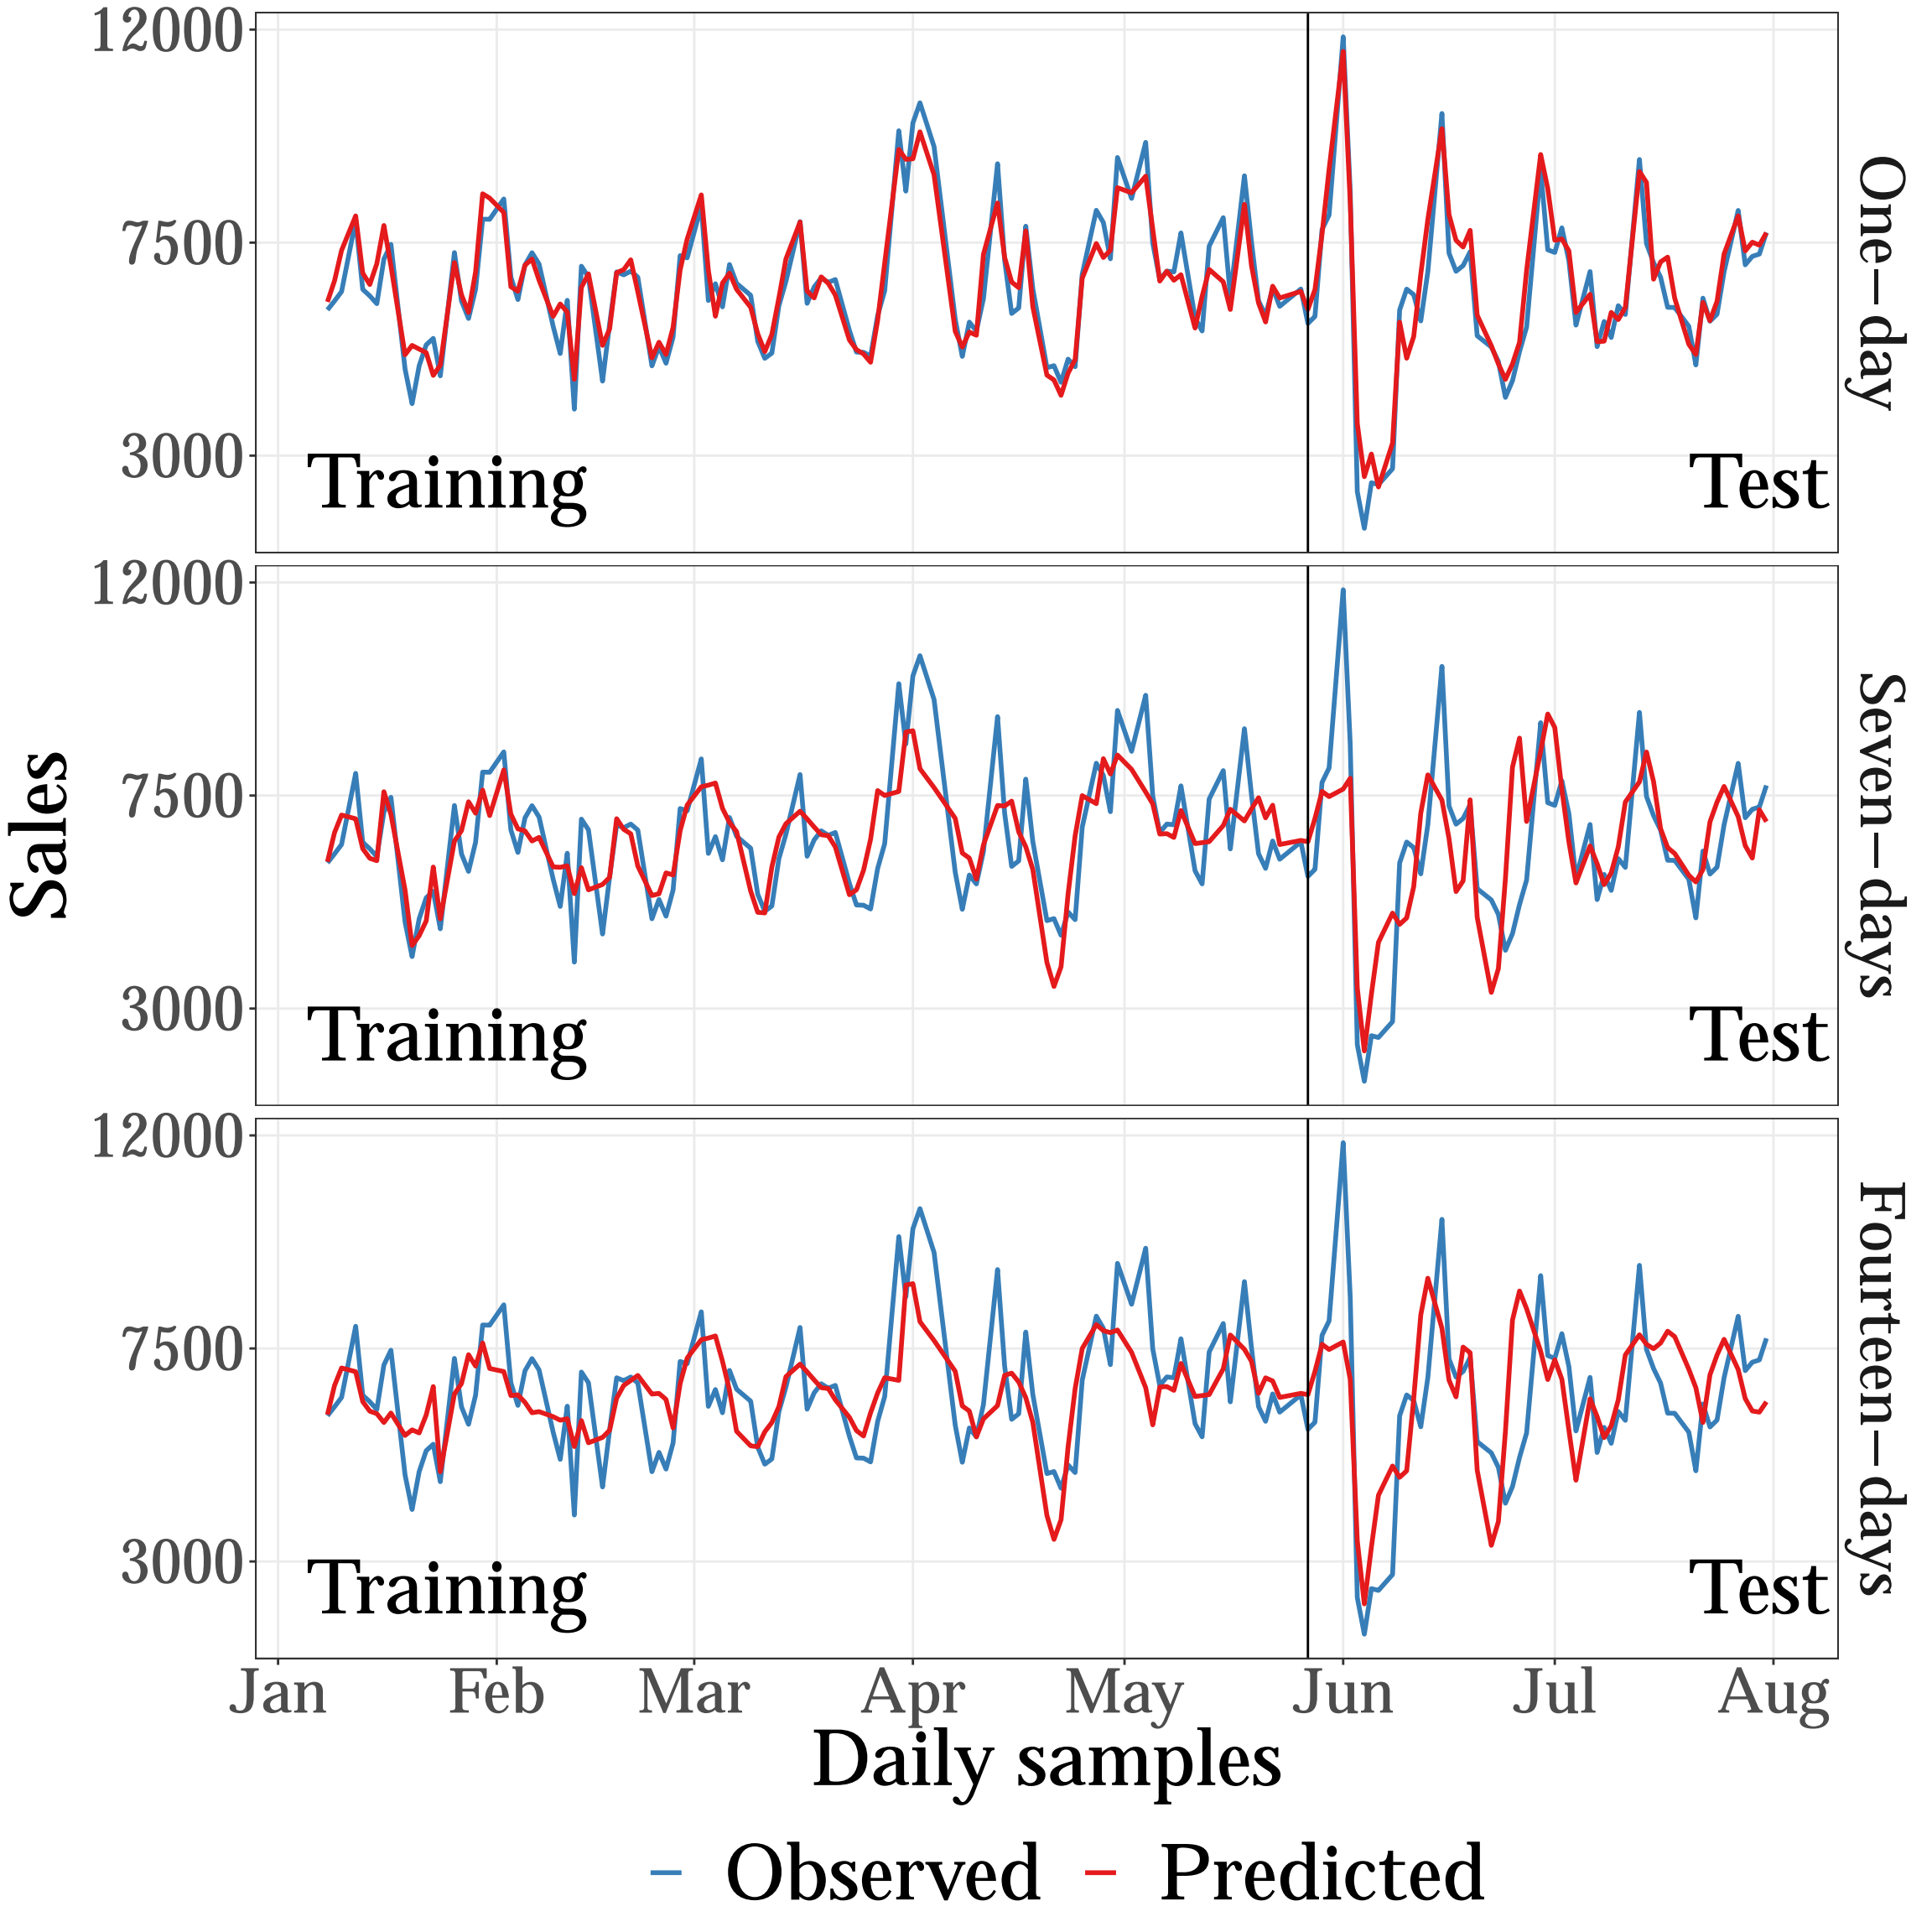 Sales
12000
7500
3000
Training
Test
One−day
12000
7500
3000
Training
Test
Seven−days
12000
7500
3000
Training
Test
Fourteen−days
Jan Feb Mar Apr May Jun Jul Aug
Daily samples
Observed Predicted